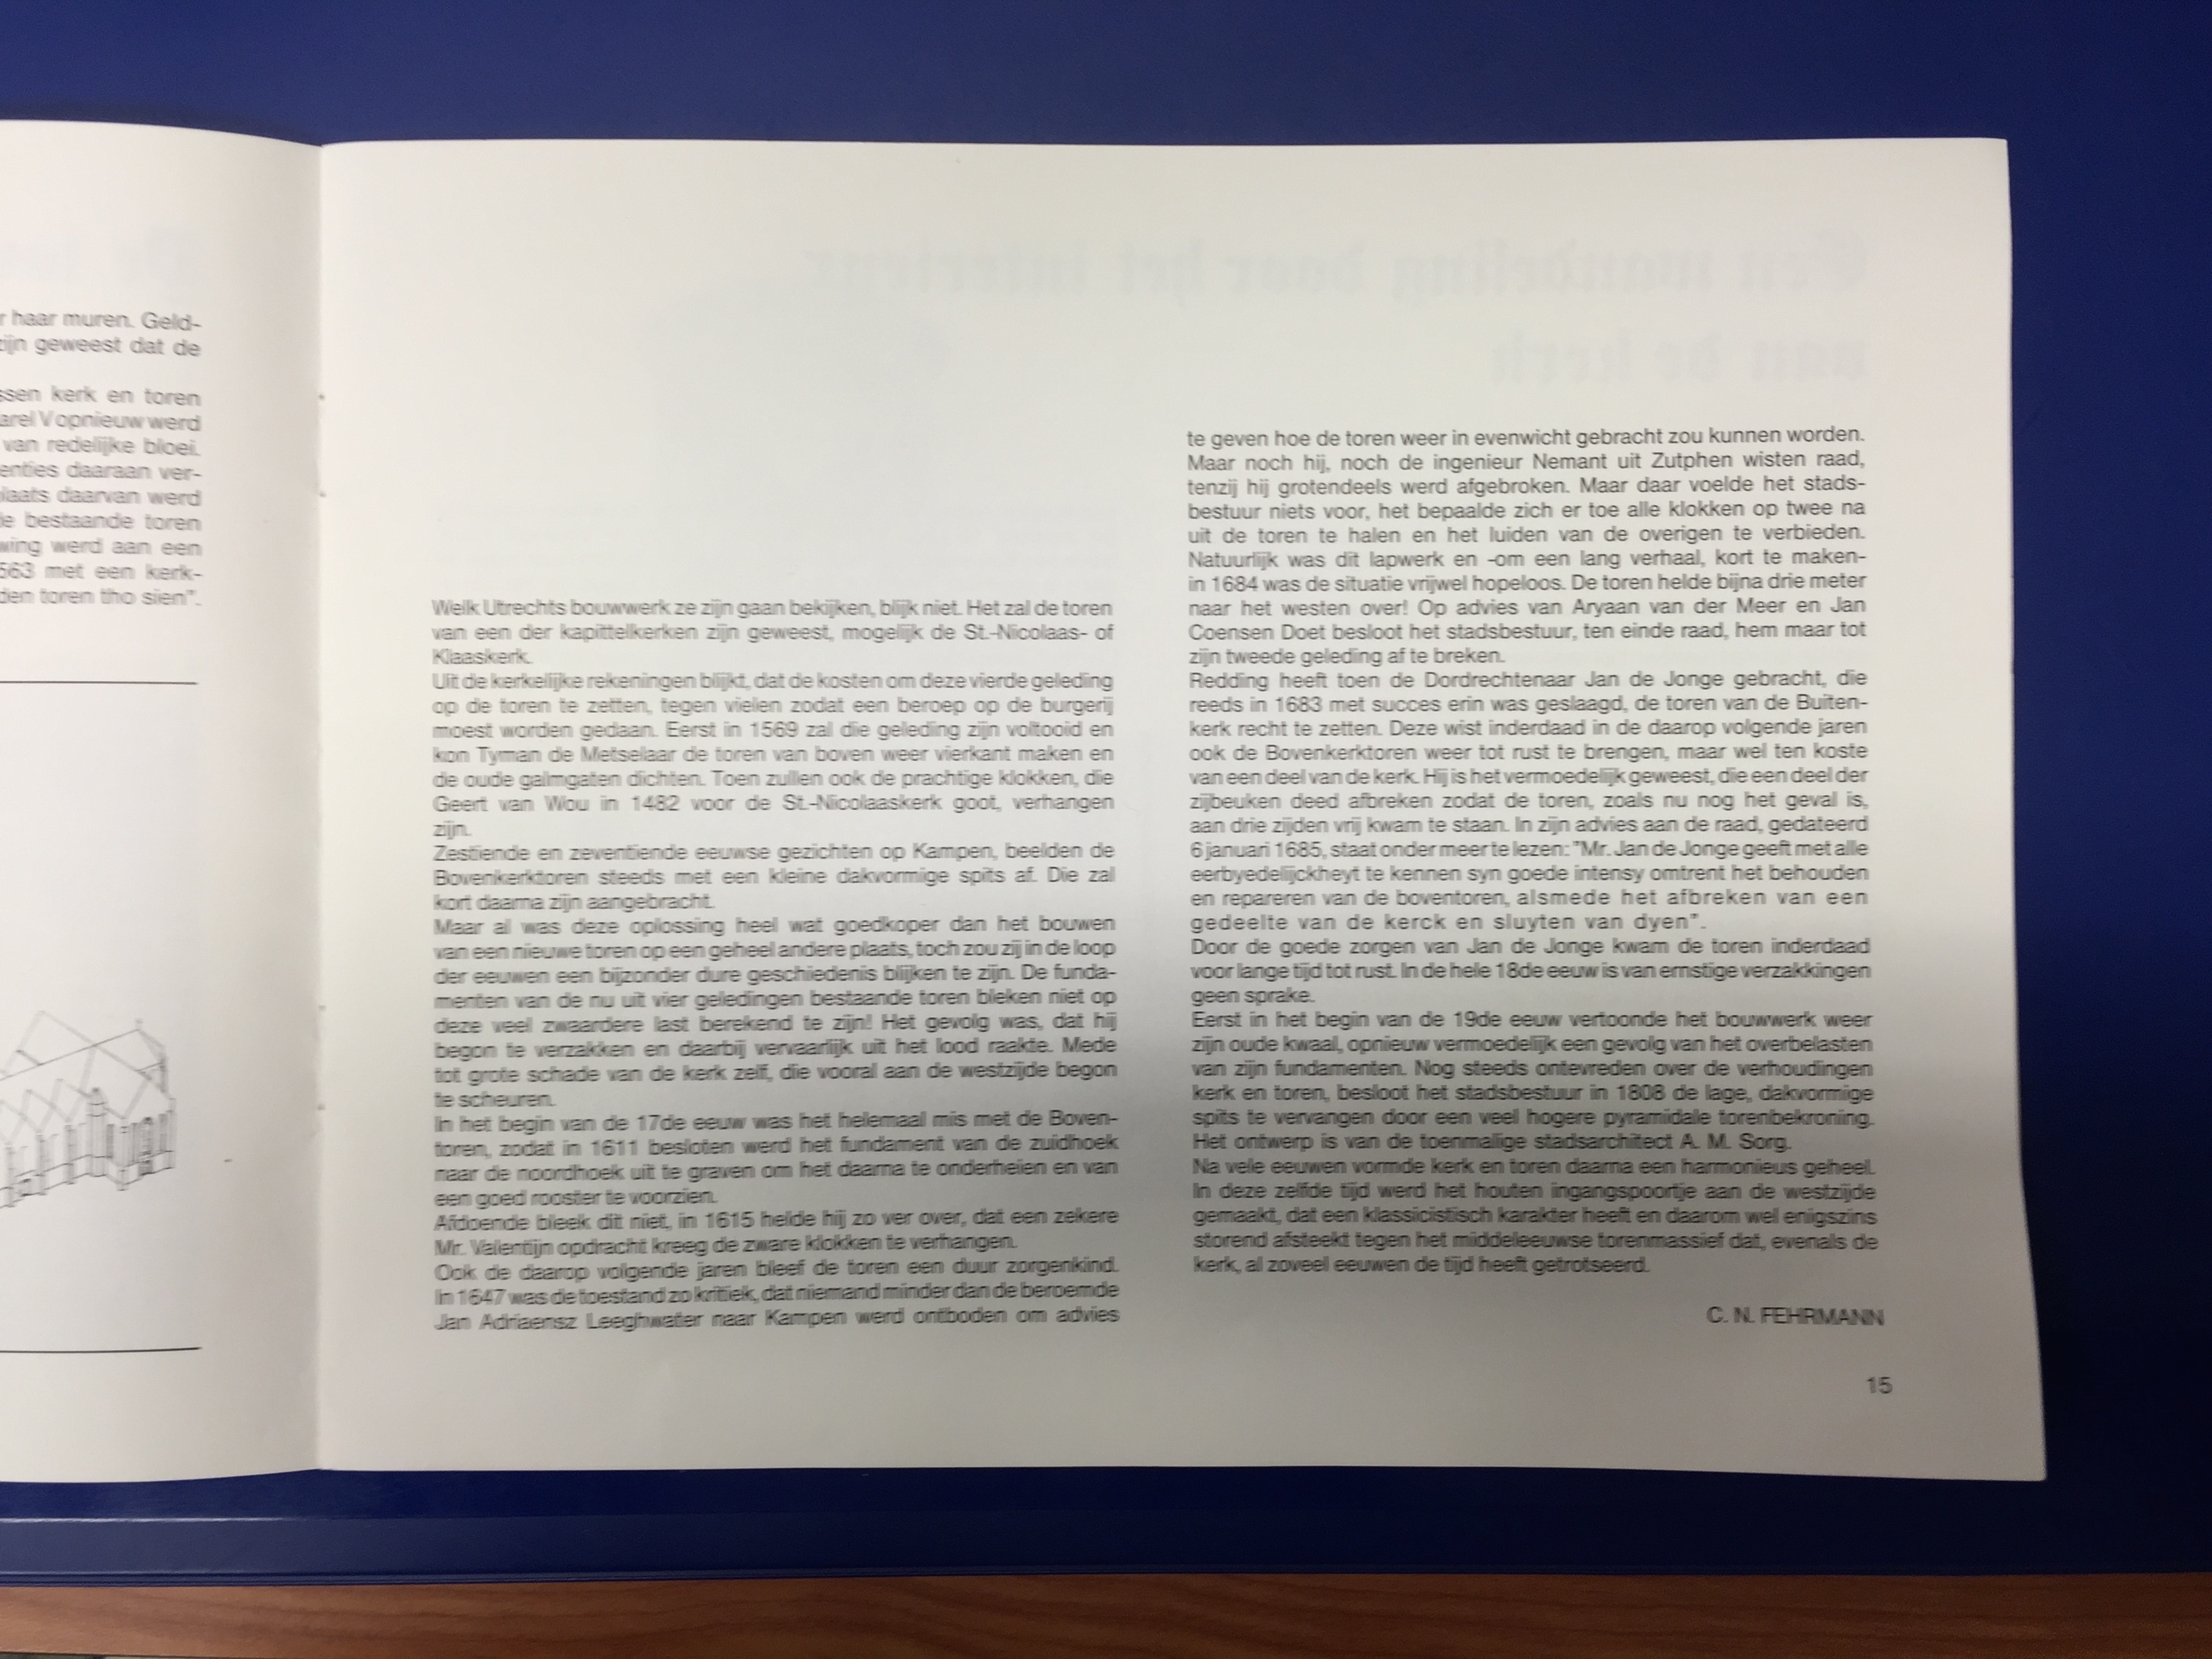 r haar muren. Geld-
zijn geweest dat de
ssen kerk en toren
arel V opnieuw werd
van redelijke bloei.
enties daaraan ver-
laats daarvan werd
e bestaande toren
wing werd aan een
563 met een kerk-
den toren tho sien".
Welk Utrechts bouwwerk ze zijn gaan bekijken, blijk niet. Het zal de toren
van een der kapittelkerken zijn geweest, mogelijk de St.-Nicolaas- of
Klaaskerk.
Uit de kerkelijke rekeningen blijkt, dat de kosten om deze vierde geleding
op de toren te zetten, tegen vielen zodat een beroep op de burgerij
moest worden gedaan. Eerst in 1569 zal die geleding zijn voltooid en
kon Tyman de Metselaar de toren van boven weer vierkant maken en
de oude galmgaten dichten. Toen zullen ook de prachtige klokken, die
Geert van Wou in 1482 voor de St.-Nicolaaskerk goot, verhangen
zijn.
Zestiende en zeventiende eeuwse gezichten op Kampen, beelden de
Bovenkerktoren steeds met een kleine dakvormige spits af. Die zal
kort daarna zijn aangebracht.
Maar al was deze oplossing heel wat goedkoper dan het bouwen
van een nieuwe toren op een geheel andere plaats, toch zou zij in de loop
der eeuwen een bijzonder dure geschiedenis blijken te zijn. De funda-
menten van de nu uit vier geledingen bestaande toren bleken niet op
deze veel zwaardere last berekend te zijn! Het gevolg was, dat hij
begon te verzakken en daarbij vervaarlijk uit het lood raakte. Mede
tot grote schade van de kerk zelf, die vooral aan de westzijde begon
te scheuren.
In het begin van de 17de eeuw was het helemaal mis met de Boven-
toren, zodat in 1611 besloten werd het fundament van de zuidhoek
naar de noordhoek uit te graven om het daarna te onderheien en van
een goed rooster te voorzien.
Afdoende bleek dit niet, in 1615 helde hij zo ver over, dat een zekere
Mr. Valentijn opdracht kreeg de zware klokken te verhangen.
Ook de daarop volgende jaren bleef de toren een duur zorgenkind.
In 1647 was de toestand zo kritiek, dat niemand minder dan de beroemde
Jan Adriaensz Leeghwater naar Kampen werd ontboden om advies
te geven hoe de toren weer in evenwicht gebracht zou kunnen worden.
Maar noch hij, noch de ingenieur Nemant uit Zutphen wisten raad,
tenzij hij grotendeels werd afgebroken. Maar daar voelde het stads-
bestuur niets voor, het bepaalde zich er toe alle klokken op twee na
uit de toren te halen en het luiden van de overigen te verbieden.
Natuurlijk was dit lapwerk en -om een lang verhaal, kort te maken-
in 1684 was de situatie vrijwel hopeloos. De toren helde bijna drie meter
naar het westen over! Op advies van Aryaan van der Meer en Jan
Coensen Doet besloot het stadsbestuur, ten einde raad, hem maar tot
zijn tweede geleding af te breken.
Redding heeft toen de Dordrechtenaar Jan de Jonge gebracht, die
reeds in 1683 met succes erin was geslaagd, de toren van de Buiten-
kerk recht te zetten. Deze wist inderdaad in de daarop volgende jaren
ook de Bovenkerktoren weer tot rust te brengen, maar wel ten koste
van een deel van de kerk. Hij is het vermoedelijk geweest, die een deel der
zijbeuken deed afbreken zodat de toren, zoals nu nog het geval is,
aan drie zijden vrij kwam te staan. In zijn advies aan de raad, gedateerd
6 januari 1685, staat onder meer te lezen: "Mr. Jan de Jonge geeft met alle
eerbyedelijckheyt te kennen syn goede intensy omtrent het behouden
en repareren van de boventoren, alsmede het afbreken van een
gedeelte van de kerck en sluyten van dyen".
Door de goede zorgen van Jan de Jonge kwam de toren inderdaad
voor lange tijd tot rust. In de hele 18de eeuw is van ernstige verzakkingen
geen sprake.
Eerst in het begin van de 19de eeuw vertoonde het bouwwerk weer
zijn oude kwaal, opnieuw vermoedelijk een gevolg van het overbelasten
van zijn fundamenten. Nog steeds ontevreden over de verhoudingen
kerk en toren, besloot het stadsbestuur in 1808 de lage, dakvormige
spits te vervangen door een veel hogere pyramidale torenbekroning.
Het ontwerp is van de toenmalige stadsarchitect A. M. Sorg.
Na vele eeuwen vormde kerk en toren daarna een harmonieus geheel.
In deze zelfde tijd werd het houten ingangspoortje aan de westzijde
gemaakt, dat een klassicistisch karakter heeft en daarom wel enigszins
storend afsteekt tegen het middeleeuwse torenmassief dat, evenals de
kerk, al zoveel eeuwen de tijd heeft getrotseerd.
C. N. FEHRMANN
15